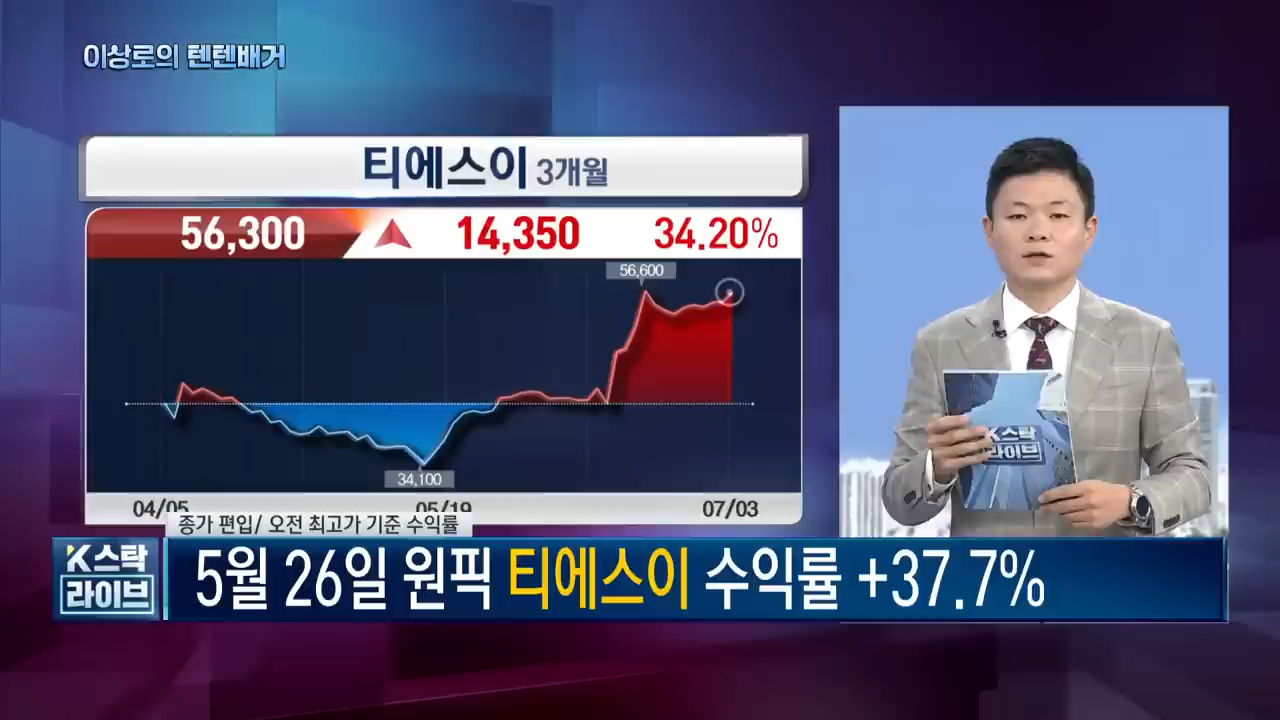 이상로의 텐텐배거
티에스이 3개월
56,300 14,350 34.20%
56,600
34,100
04/05 05/19 07/03
종가 편입/ 오전 최고가 기준 수익률
K스탁
라이브
5월 26일 원픽 티에스이 수익률 +37.7%
K스탁
라이브